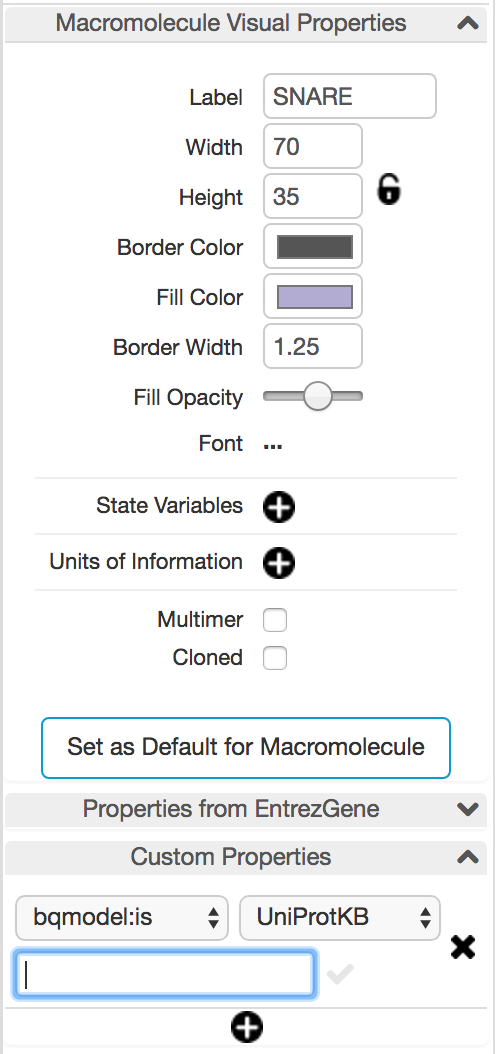 Macromolecule Visual Properties
Label SNARE
Width 70
Height 35
Border Color
Fill Color
Border Width 1.25
Fill Opacity
Font ...
State Variables
Units of Information
Multimer
Cloned
Set as Default for Macromolecule
Properties from EntrezGene
Custom Properties
bqmodel:is UniProtKB